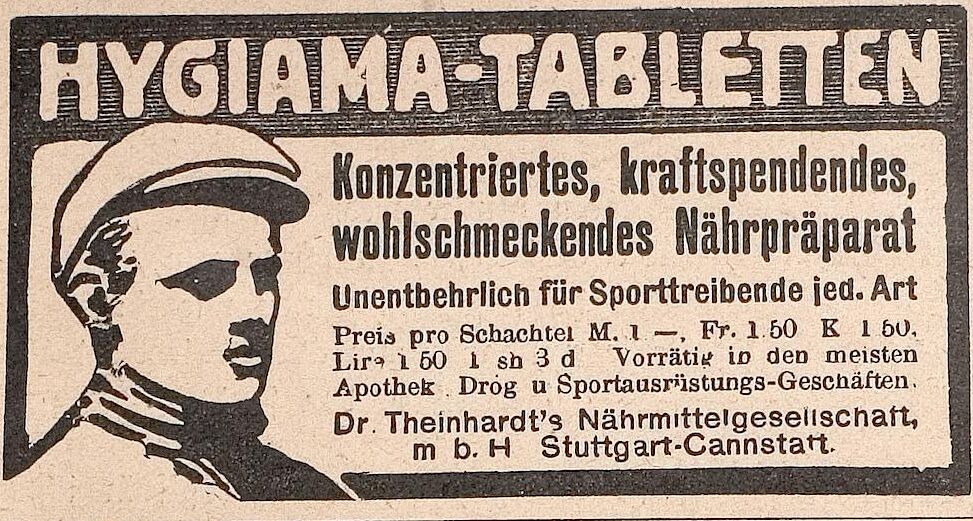 HYGIAMA-TABLETTEN
Konzentriertes, kraftspendendes,
wohlschmeckendes Nährpräparat
Unentbehrlich für Sporttreibende jed. Art
Preis pro Schachtel M. 1 —, Fr. 1.50 K 1 50,
Lire 1 50 1 sh 3 d Vorrätig in den meisten
Apothek. Drog u Sportausrüstungs-Geschäften.
Dr. Theinhardt's Nährmittelgesellschaft,
m b. H Stuttgart-Cannstatt.